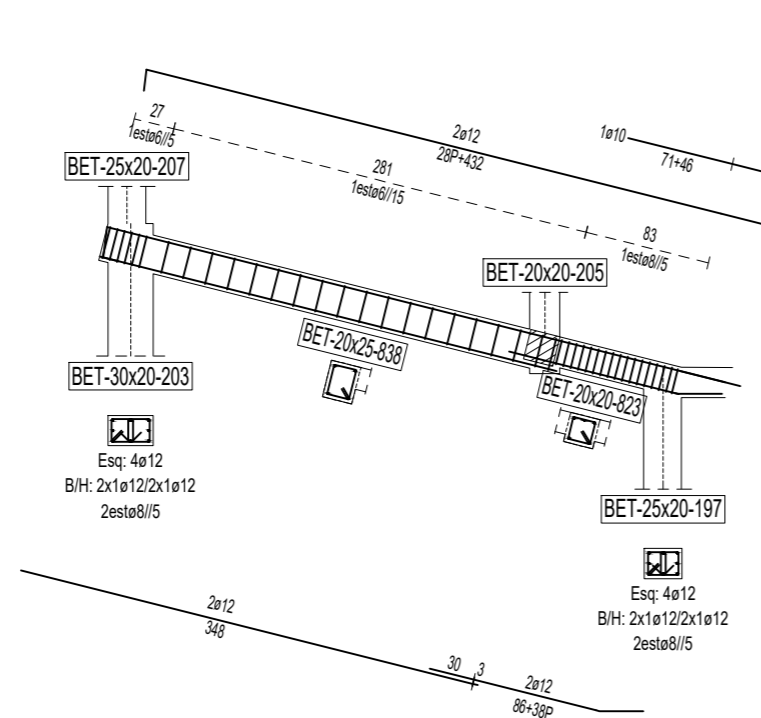 27
1estø6//5
2ø12
28P+432
1ø10
71+46
281
1estø6//15
83
1estø8//5
BET-25x20-207
BET-20x20-205
BET-20x25-838
BET-30x20-203
BET-20x20-823
Esq: 4ø12
B/H: 2x1ø12/2x1ø12
2estø8//5
BET-25x20-197
Esq: 4ø12
B/H: 2x1ø12/2x1ø12
2estø8//5
2ø12
348
30
3
2ø12
86+38P